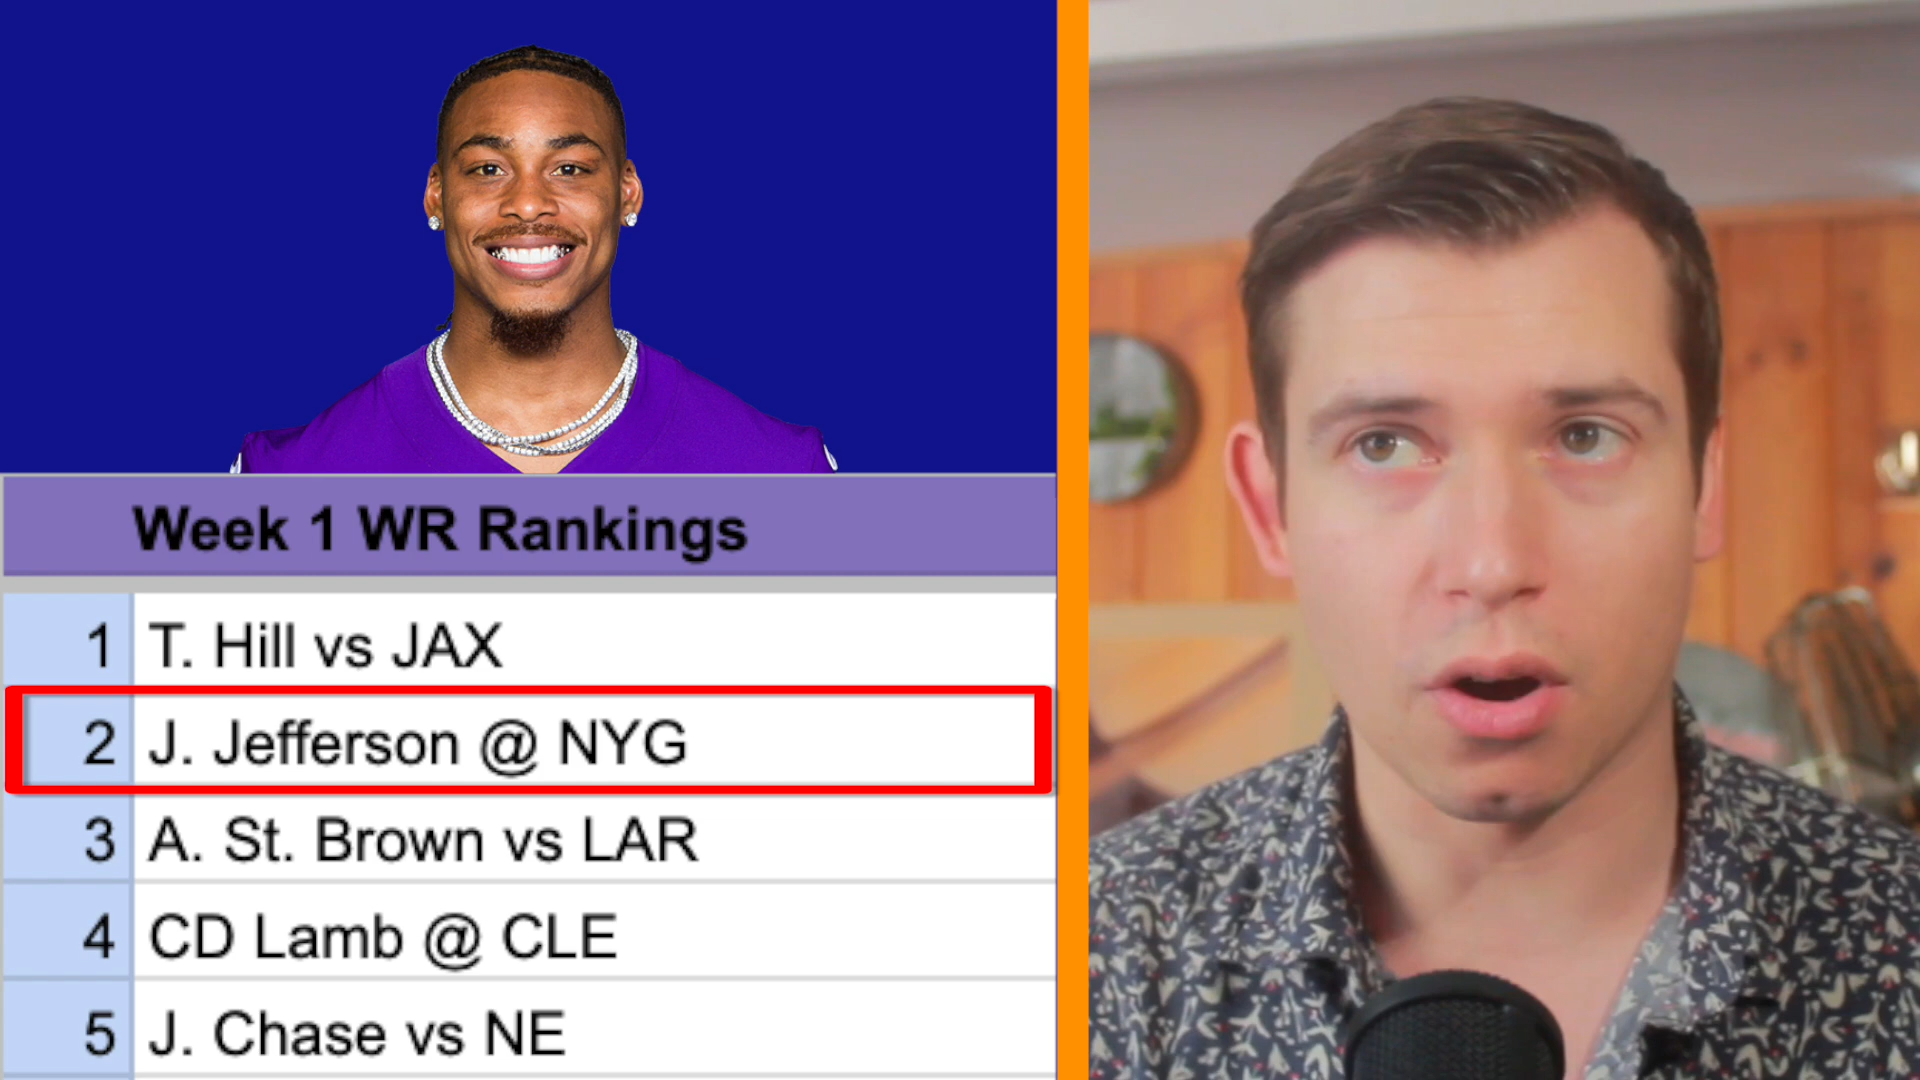 Week 1 WR Rankings
1 T. Hill vs JAX
2 J. Jefferson @ NYG
3 A. St. Brown vs LAR
4 CD Lamb @ CLE
5 J. Chase vs NE